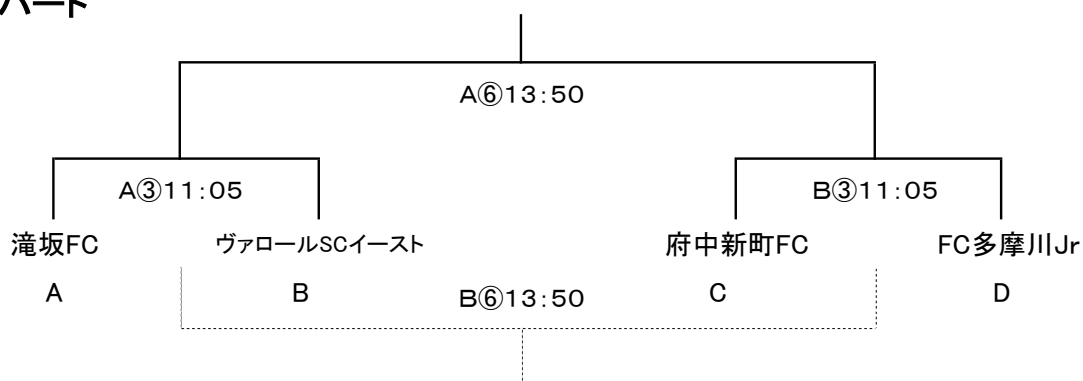 パート
A⑥13:50
A③11:05
B③11:05
滝坂FC
ヴァロールSCイースト
府中新町FC
FC多摩川Jr
A
B
B⑥13:50
C
D